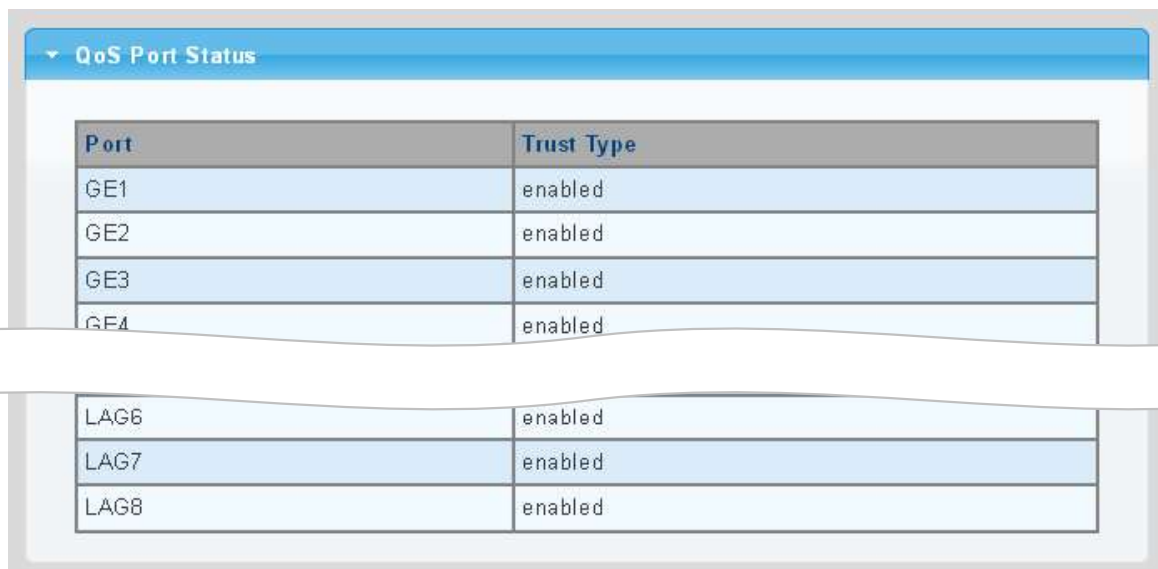 QoS Port Status
Port Trust Type
GE1 enabled
GE2 enabled
GE3 enabled
GE4 enabled
LAG6 enabled
LAG7 enabled
LAG8 enabled